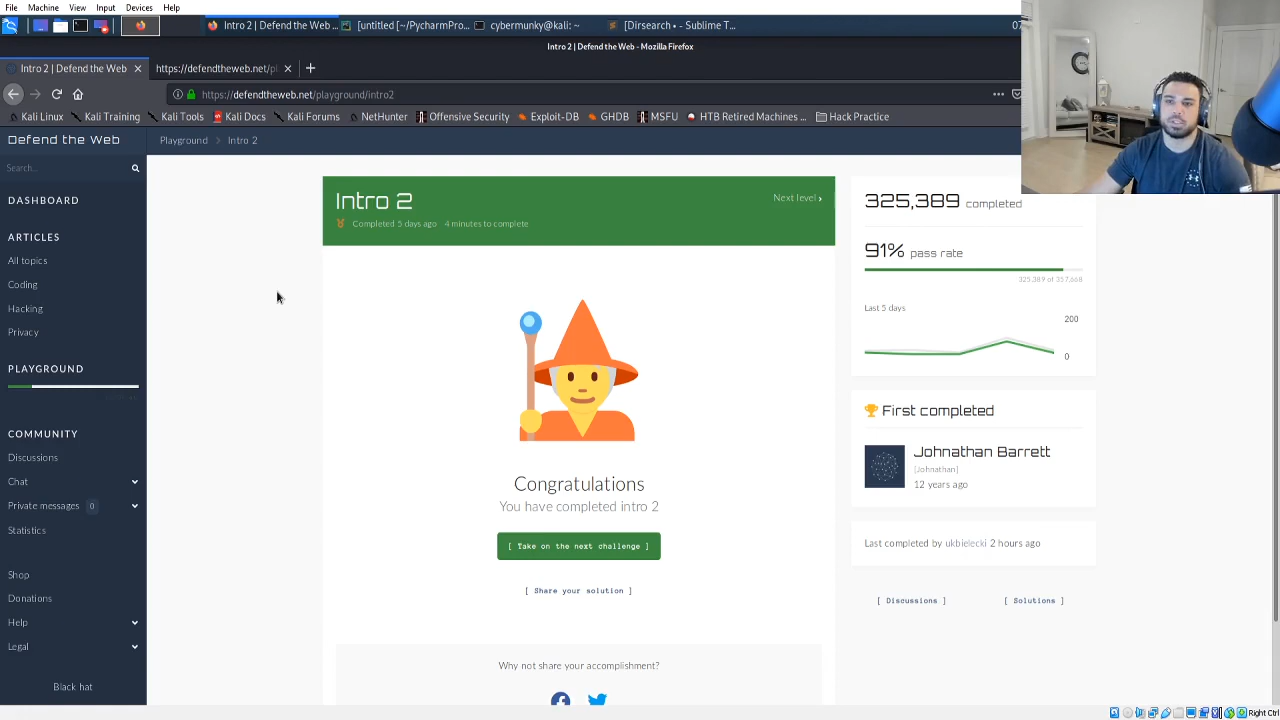 File Machine View Input Devices Help
Intro 2 | Defend the Web ... [untitled [~/PycharmPro... cybermunky@kali: ~ [Dirsearch • - Sublime T... 07
Intro 2 | Defend the Web - Mozilla Firefox
Intro 2 | Defend the Web × https://defendtheweb.net/pl × +
https://defendtheweb.net/playground/intro2
Kali Linux Kali Training Kali Tools Kali Docs Kali Forums NetHunter Offensive Security Exploit-DB GHDB MSFU HTB Retired Machines ... Hack Practice
Defend the Web
Playground > Intro 2
Search...
DASHBOARD
ARTICLES
All topics
Coding
Hacking
Privacy
PLAYGROUND
COMMUNITY
Discussions
Chat
Private messages 0
Statistics
Shop
Donations
Help
Legal
Black hat
Intro 2
Next level ›
Completed 5 days ago 4 minutes to complete
Congratulations
You have completed intro 2
[ Take on the next challenge ]
[ Share your solution ]
Why not share your accomplishment?
325,389 completed
91% pass rate
325,389 of 357,668
Last 5 days
200
0
First completed
Johnathan Barrett
[Johnathan]
12 years ago
Last completed by ukbielecki 2 hours ago
[ Discussions ]
[ Solutions ]
Right Ctrl